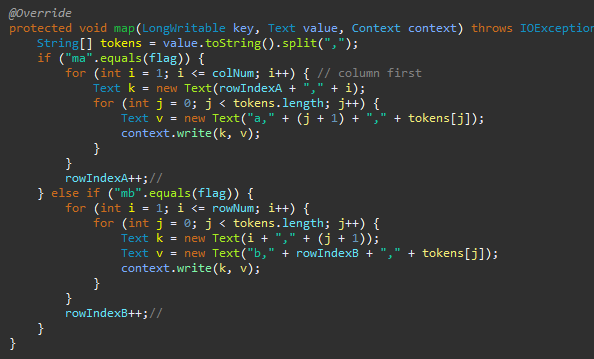 @Override
protected void map(LongWritable key, Text value, Context context) throws IOException
    String[] tokens = value.toString().split(",");
    if ("ma".equals(flag)) {
        for (int i = 1; i <= colNum; i++) { // column first
            Text k = new Text(rowIndexA + "," + i);
            for (int j = 0; j < tokens.length; j++) {
                Text v = new Text("a," + (j + 1) + "," + tokens[j]);
                context.write(k, v);
            }
        }
        rowIndexA++;//
    } else if ("mb".equals(flag)) {
        for (int i = 1; i <= rowNum; i++) {
            for (int j = 0; j < tokens.length; j++) {
                Text k = new Text(i + "," + (j + 1));
                Text v = new Text("b," + rowIndexB + "," + tokens[j]);
                context.write(k, v);
            }
        }
        rowIndexB++;//
    }
}